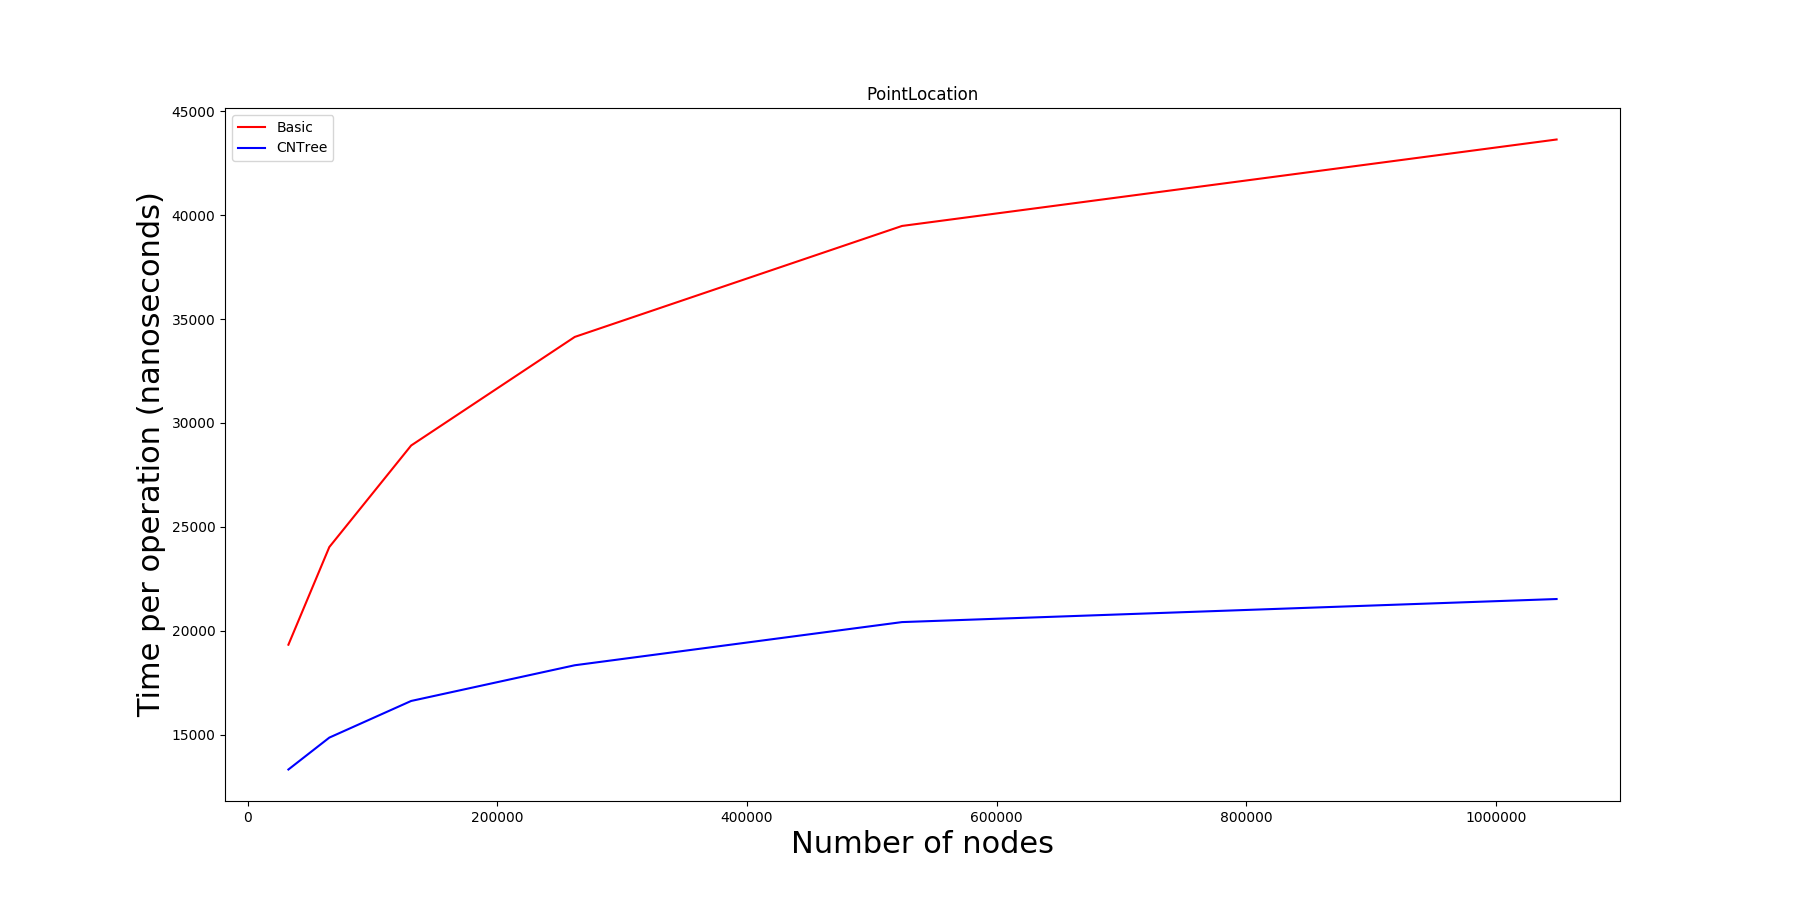 PointLocation
Basic
CNTree
Time per operation (nanoseconds)
45000
40000
35000
30000
25000
20000
15000
0
200000
400000
600000
800000
1000000
Number of nodes